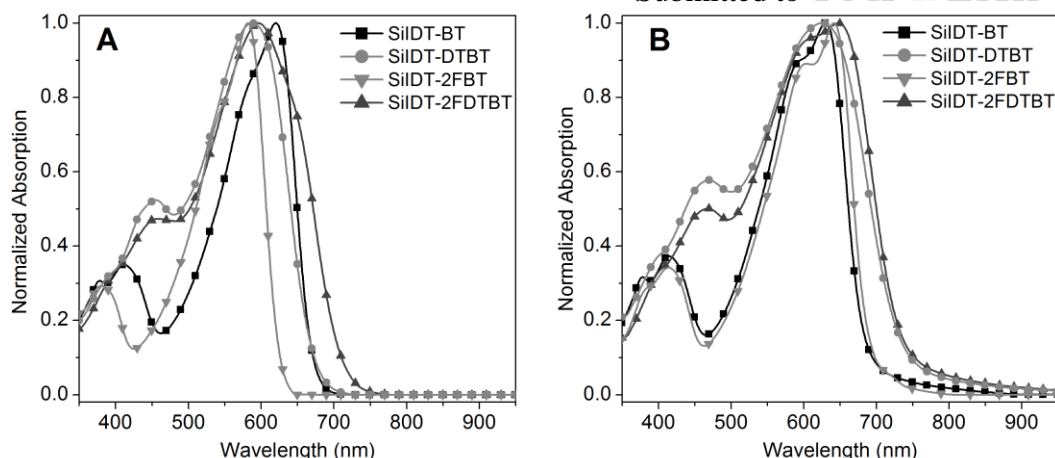 Submitted to
A
SiIDT-BT
SiIDT-DTBT
SiIDT-2FBT
SiIDT-2FDTBT
Normalized Absorption
1.0
0.8
0.6
0.4
0.2
0.0
400 500 600 700 800 900
Wavelength (nm)
B
SiIDT-BT
SiIDT-DTBT
SiIDT-2FBT
SiIDT-2FDTBT
Normalized Absorption
1.0
0.8
0.6
0.4
0.2
0.0
400 500 600 700 800 900
Wavelength (nm)